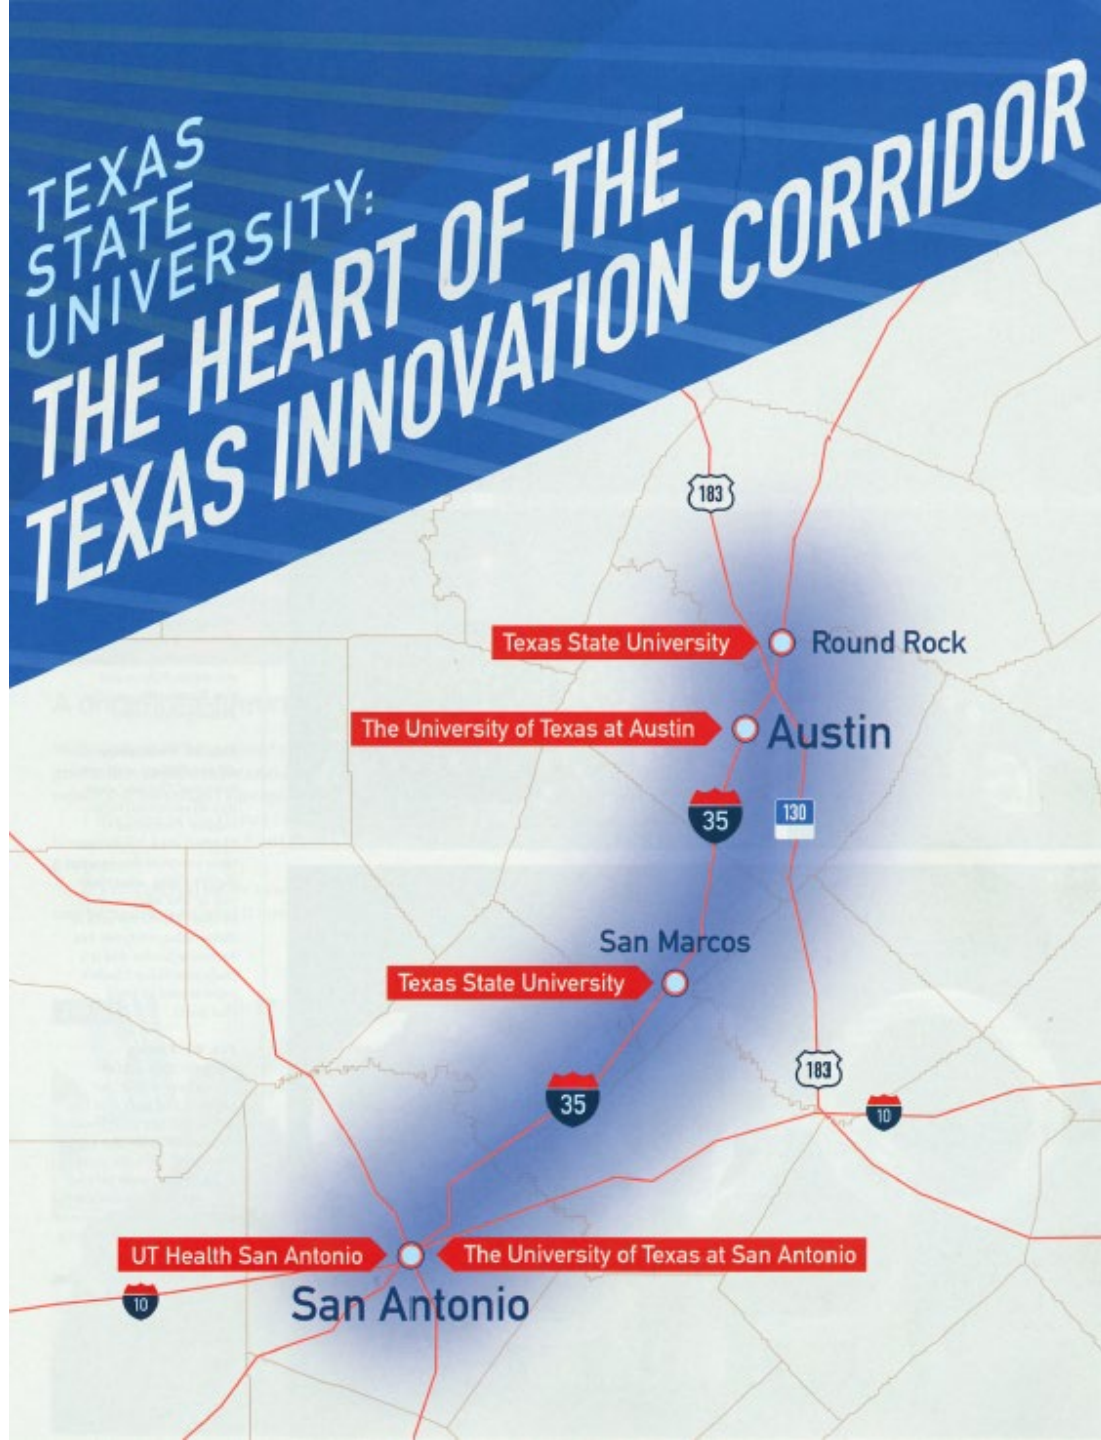 TEXAS
STATE
UNIVERSITY:
THE HEART OF THE
TEXAS INNOVATION CORRIDOR
183
Texas State University
Round Rock
The University of Texas at Austin
Austin
35
130
San Marcos
Texas State University
183
35
10
UT Health San Antonio
The University of Texas at San Antonio
10
San Antonio